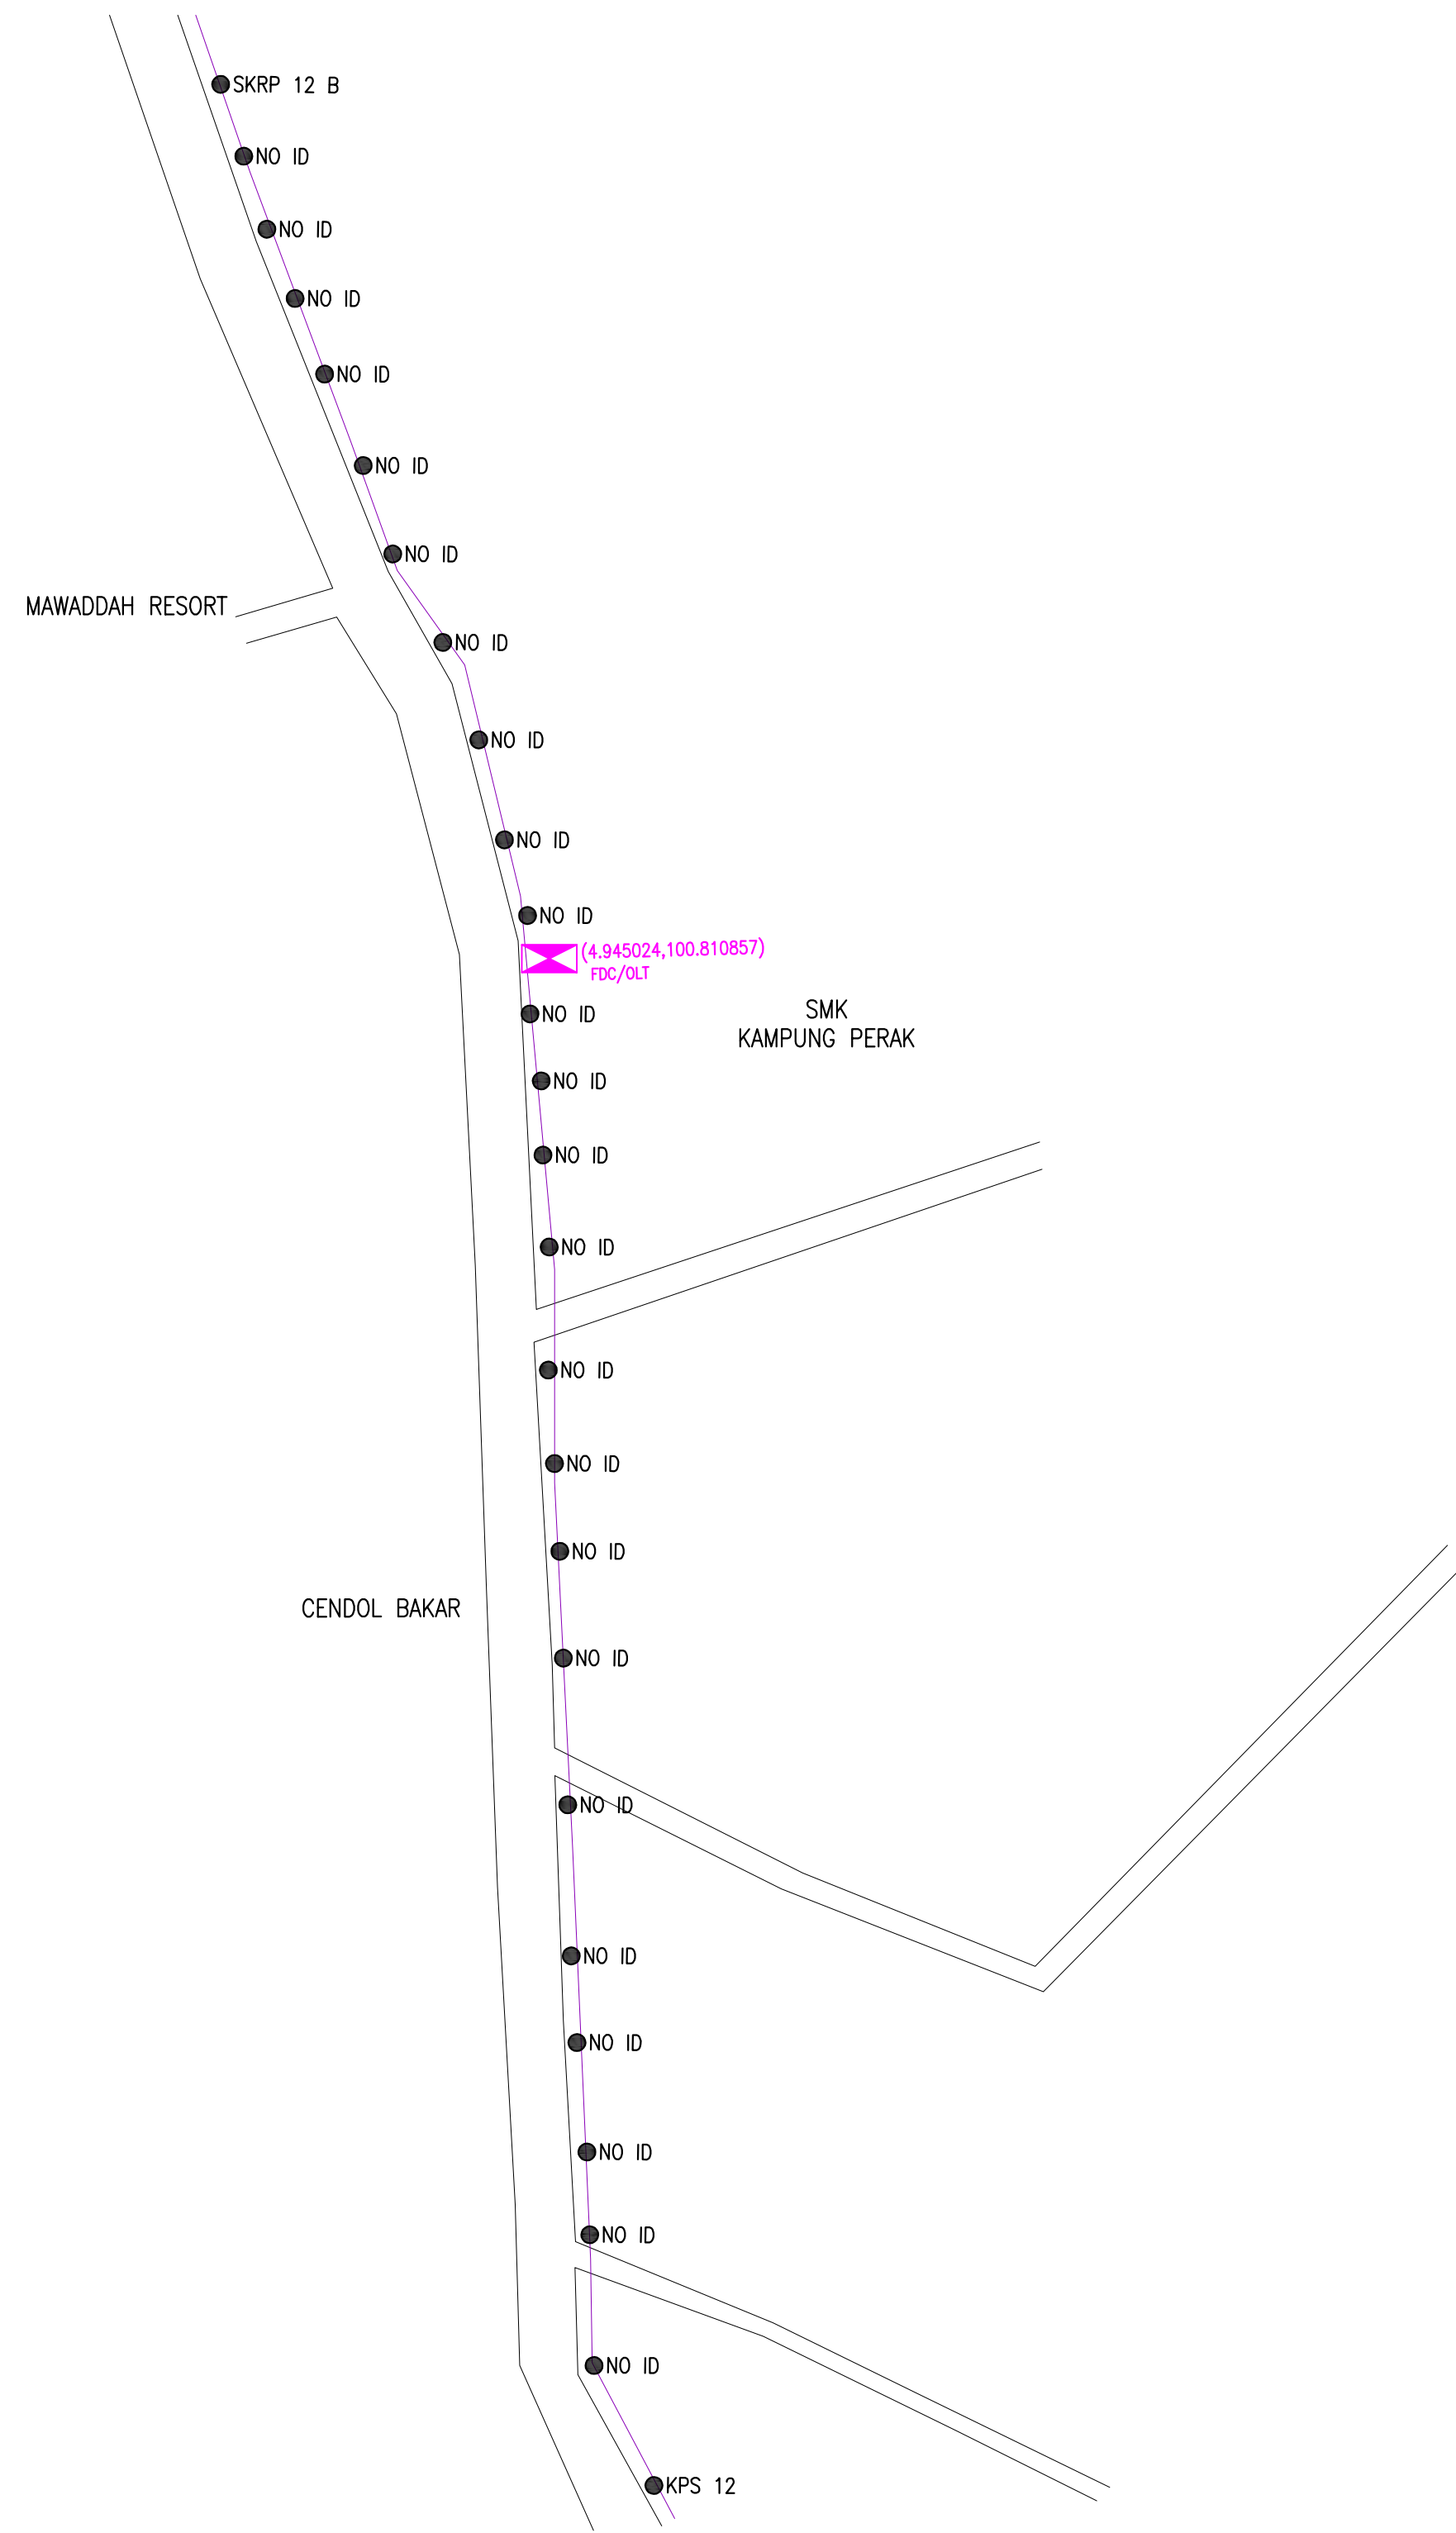 SKRP 12 B
NO ID
NO ID
NO ID
NO ID
NO ID
NO ID
MAWADDAH RESORT
NO ID
NO ID
NO ID
NO ID
(4.945024,100.810857)
FDC/OLT
NO ID
SMK
KAMPUNG PERAK
NO ID
NO ID
NO ID
NO ID
NO ID
NO ID
CENDOL BAKAR
NO ID
NO ID
NO ID
NO ID
NO ID
NO ID
NO ID
KPS 12